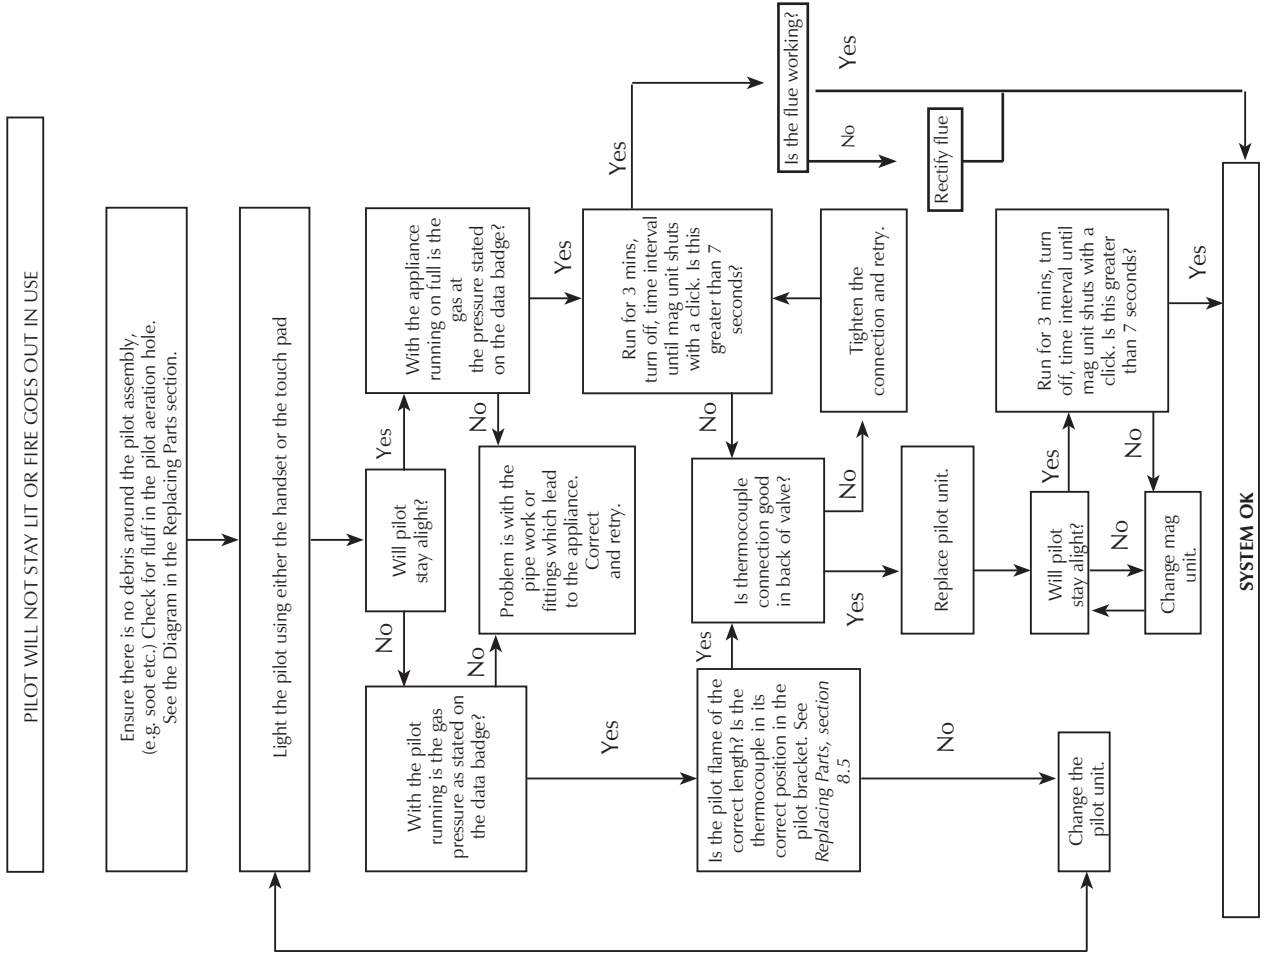 PILOT WILL NOT STAY LIT OR FIRE GOES OUT IN USE
Ensure there is no debris around the pilot assembly,
(e.g. soot etc.) Check for fluff in the pilot aeration hole.
See the Diagram in the Replacing Parts section.
Light the pilot using either the handset or the touch pad
Will pilot
stay alight?
No
Yes
With the pilot
running is the gas
pressure as stated on
the data badge?
With the appliance
running on full is the
gas at
the pressure stated
on the data badge?
No
No
Problem is with the
pipe work or
fittings which lead
to the appliance.
Correct
and retry.
Yes
Yes
Run for 3 mins,
turn off, time interval
until mag unit shuts
with a click. Is this
greater than 7
seconds?
Yes
Is the pilot flame of the
correct length? Is the
thermocouple in its
correct position in the
pilot bracket. See
Replacing Parts, section
8.5
Yes
No
Is thermocouple
connection good
in back of valve?
Is the flue working?
No
Yes
Yes
No
Tighten the
connection and retry.
Rectify flue
No
Replace pilot unit.
Change the
pilot unit.
Will pilot
stay alight?
Yes
Run for 3 mins, turn
off, time interval until
mag unit shuts with a
click. Is this greater
than 7 seconds?
No
No
Change mag
unit.
Yes
SYSTEM OK